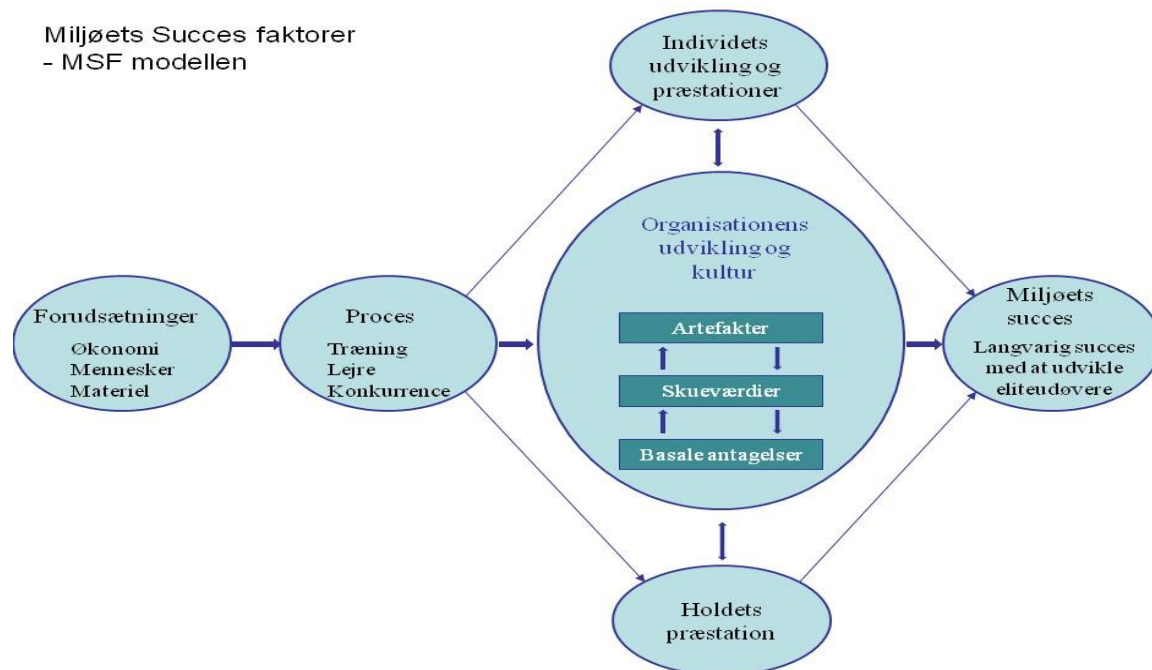 Miljøets Succes faktorer
- MSF modellen
Individets
udvikling og
præstationer
Organisationens
udvikling og
kultur
Artefakter
Skueværdier
Basale antagelser
Forudsætninger
Økonomi
Mennesker
Materiel
Proces
Træning
Lejre
Konkurrence
Miljøets
succes
Langvarig succes
med at udvikle
eliteudøvere
Holdets
præstation